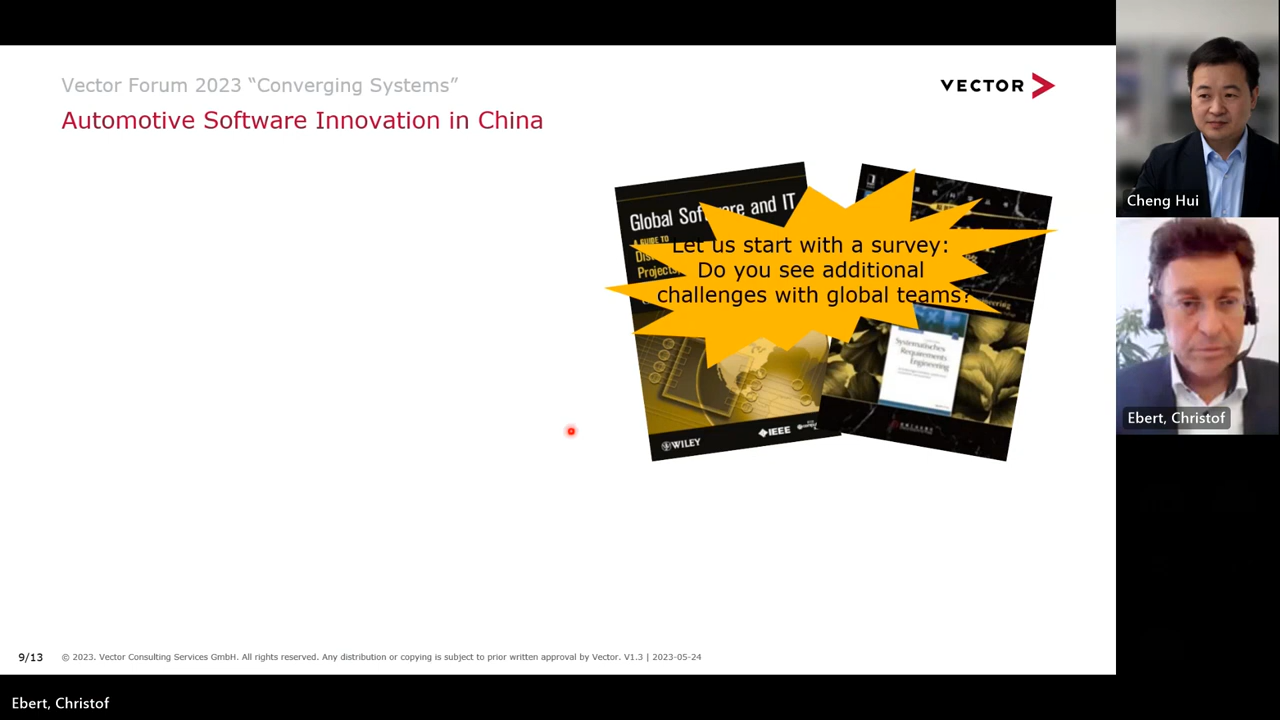 Vector Forum 2023 “Converging Systems”
Automotive Software Innovation in China
VECTOR
Global Software and IT
A GUIDE TO
Projects,
Let us start with a survey:
Do you see additional
challenges with global teams?
Systematisches
Requirements
Engineering
WILEY
IEEE
9/13
© 2023. Vector Consulting Services GmbH. All rights reserved. Any distribution or copying is subject to prior written approval by Vector. V1.3 | 2023-05-24
Cheng Hui
Ebert, Christof
Ebert, Christof